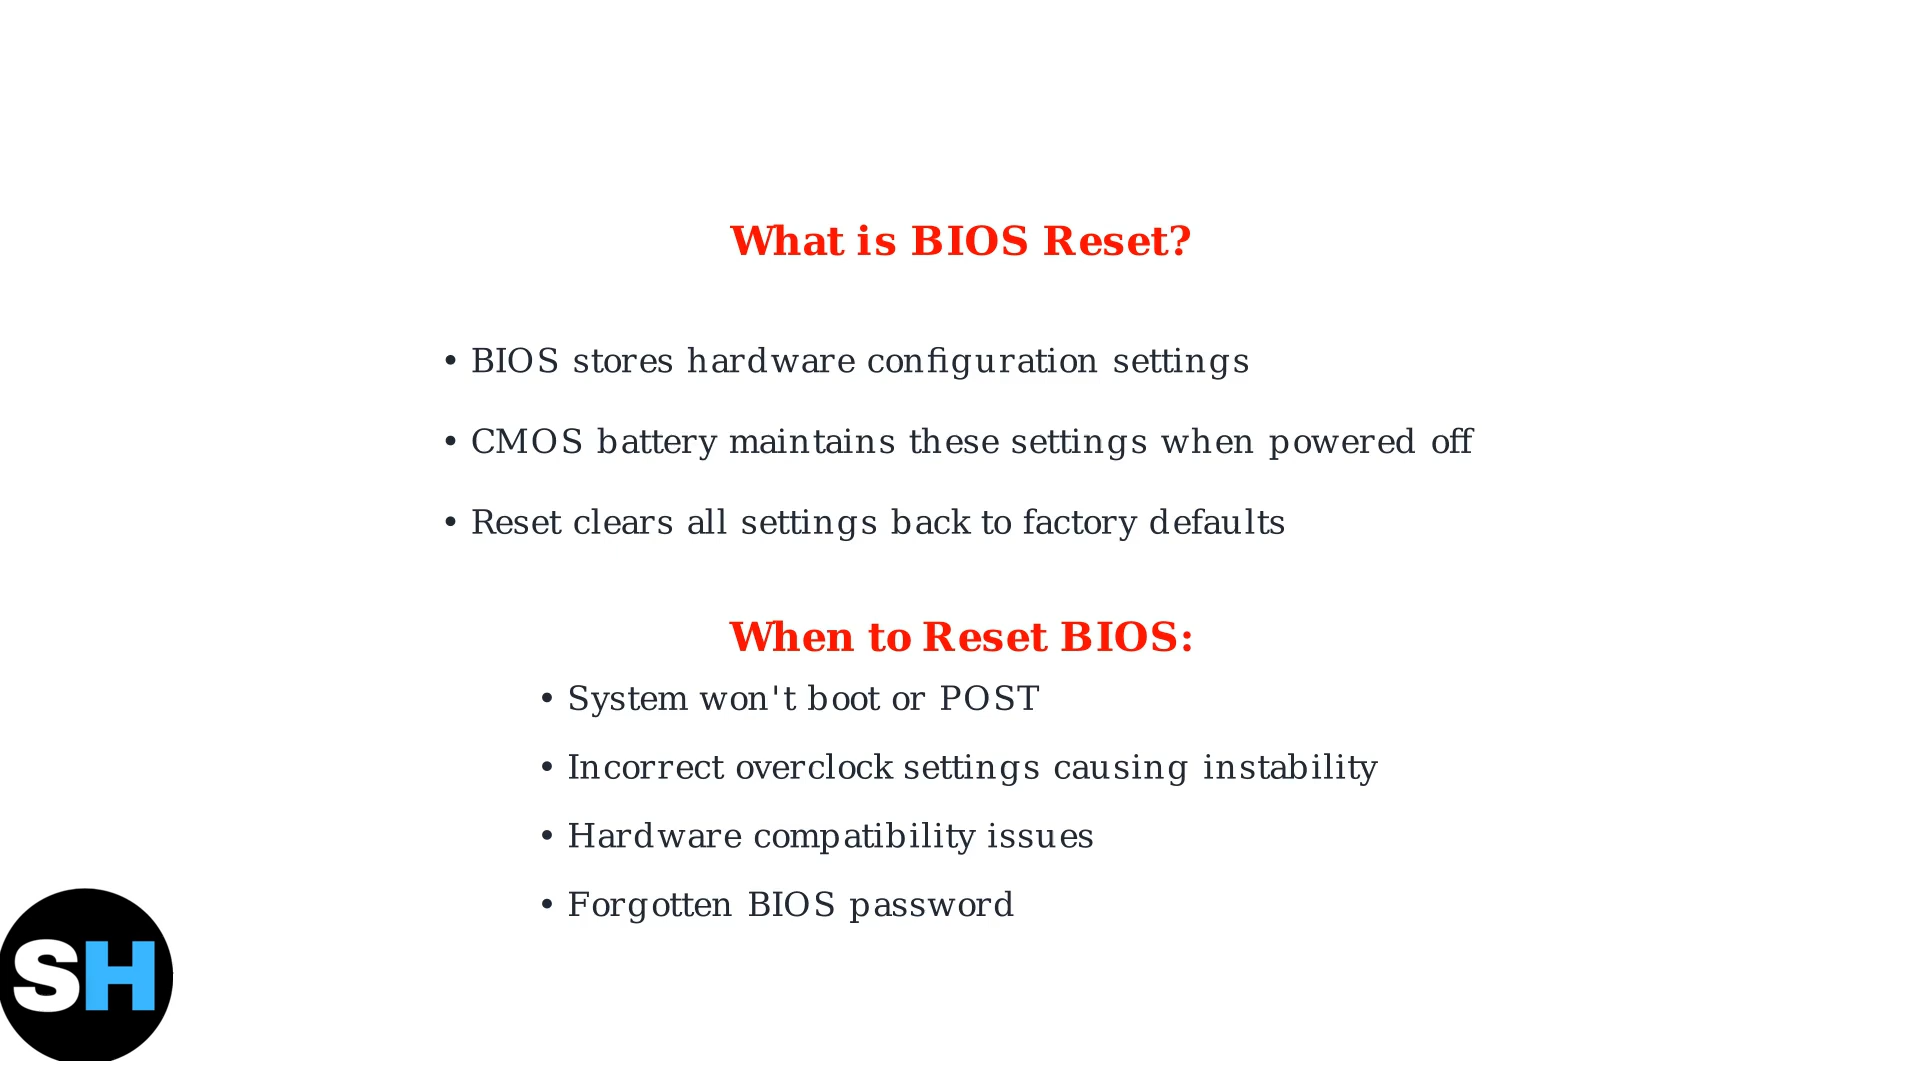 What is BIOS Reset?
• BIOS stores hardware configuration settings
• CMOS battery maintains these settings when powered off
• Reset clears all settings back to factory defaults
When to Reset BIOS:
• System won't boot or POST
• Incorrect overclock settings causing instability
• Hardware compatibility issues
• Forgotten BIOS password
SH